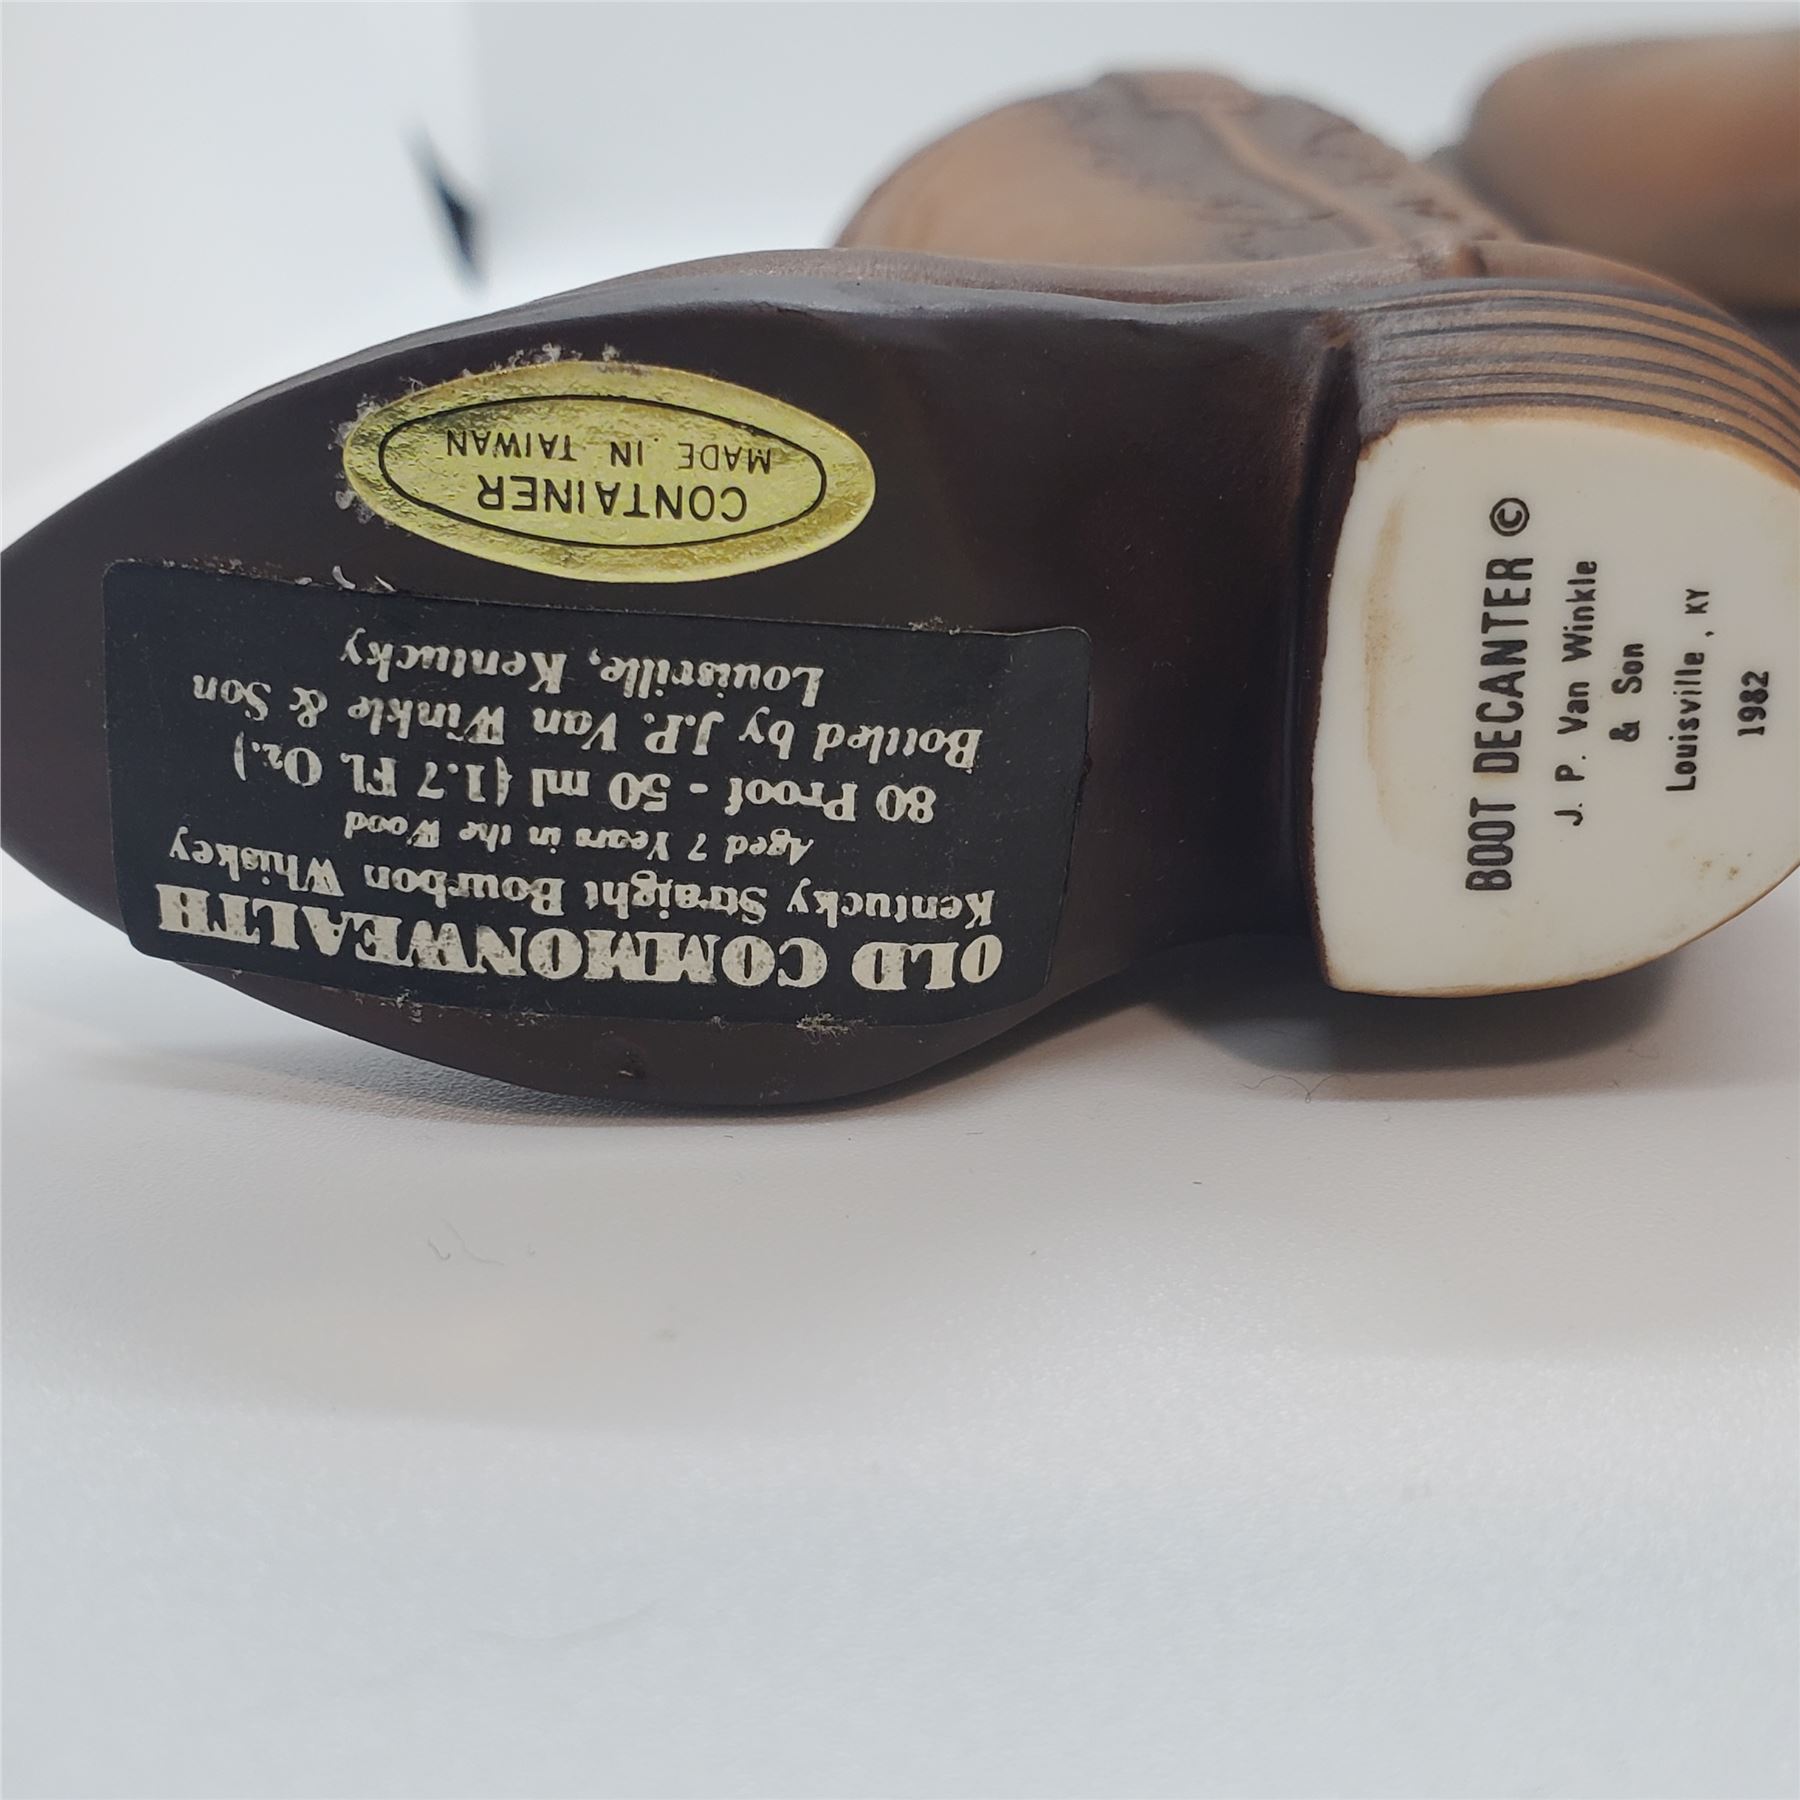 CONTAINER
MADE IN TAIWAN
OLD COMMONWEALTH
Kentucky Straight Bourbon Whiskey
Aged 7 Years in the Wood
80 Proof - 50 ml (1.7 FL Oz.)
Bottled by J.P. Van Winkle & Son
Louisville, Kentucky
BOOT DECANTER ©
J. P. Van Winkle
& Son
Louisville, KY
1982